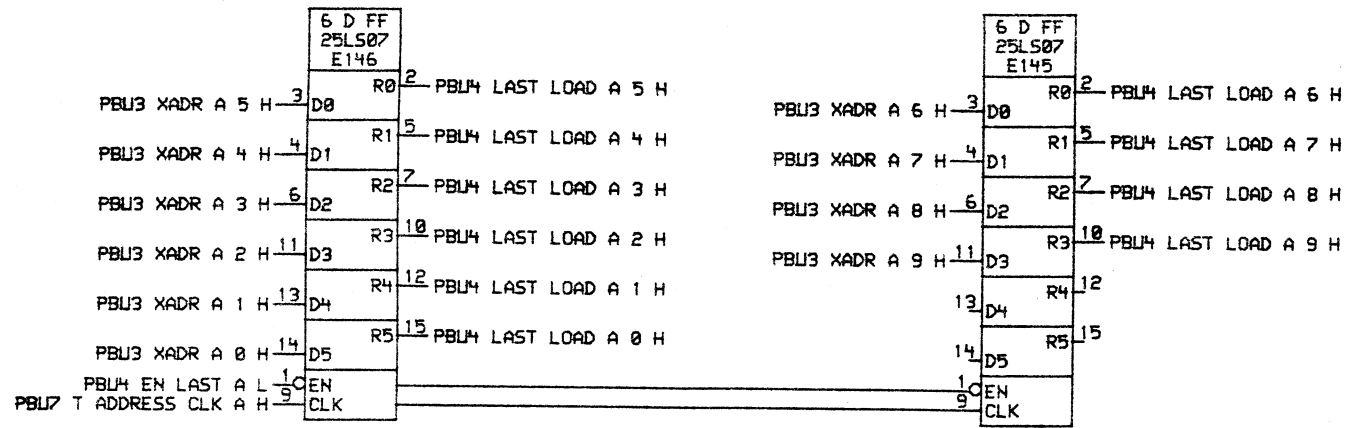 6 D FF
25LS07
E146
PBU3 XADR A 5 H 3 D0 R0 2 PBU4 LAST LOAD A 5 H
PBU3 XADR A 4 H 4 D1 R1 5 PBU4 LAST LOAD A 4 H
PBU3 XADR A 3 H 6 D2 R2 7 PBU4 LAST LOAD A 3 H
PBU3 XADR A 2 H 11 D3 R3 10 PBU4 LAST LOAD A 2 H
PBU3 XADR A 1 H 13 D4 R4 12 PBU4 LAST LOAD A 1 H
PBU3 XADR A 0 H 14 D5 R5 15 PBU4 LAST LOAD A 0 H
PBU4 EN LAST A L 1 EN
PBU7 T ADDRESS CLK A H 9 CLK
6 D FF
25LS07
E145
PBU3 XADR A 6 H 3 D0 R0 2 PBU4 LAST LOAD A 6 H
PBU3 XADR A 7 H 4 D1 R1 5 PBU4 LAST LOAD A 7 H
PBU3 XADR A 8 H 6 D2 R2 7 PBU4 LAST LOAD A 8 H
PBU3 XADR A 9 H 11 D3 R3 10 PBU4 LAST LOAD A 9 H
13 D4 R4 12
14 D5 R5 15
1 EN
9 CLK